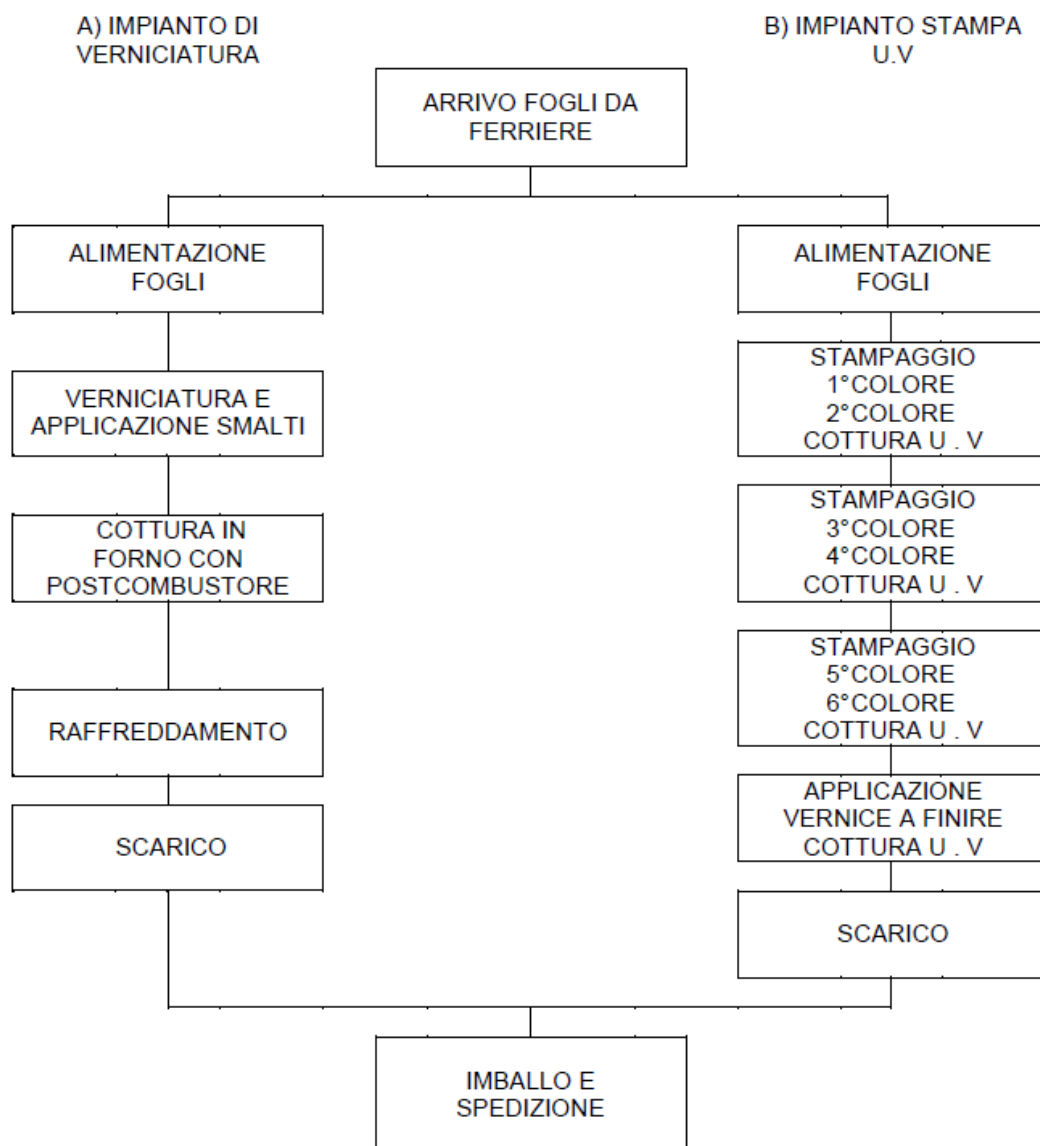 A) IMPIANTO DI
VERNICIATURA
B) IMPIANTO STAMPA
U.V
ARRIVO FOGLI DA
FERRIERE
ALIMENTAZIONE
FOGLI
VERNICIATURA E
APPLICAZIONE SMALTI
COTTURA IN
FORNO CON
POSTCOMBUSTORE
RAFFREDDAMENTO
SCARICO
ALIMENTAZIONE
FOGLI
STAMPAGGIO
1°COLORE
2°COLORE
COTTURA U . V
STAMPAGGIO
3°COLORE
4°COLORE
COTTURA U . V
STAMPAGGIO
5°COLORE
6°COLORE
COTTURA U . V
APPLICAZIONE
VERNICE A FINIRE
COTTURA U . V
SCARICO
IMBALLO E
SPEDIZIONE